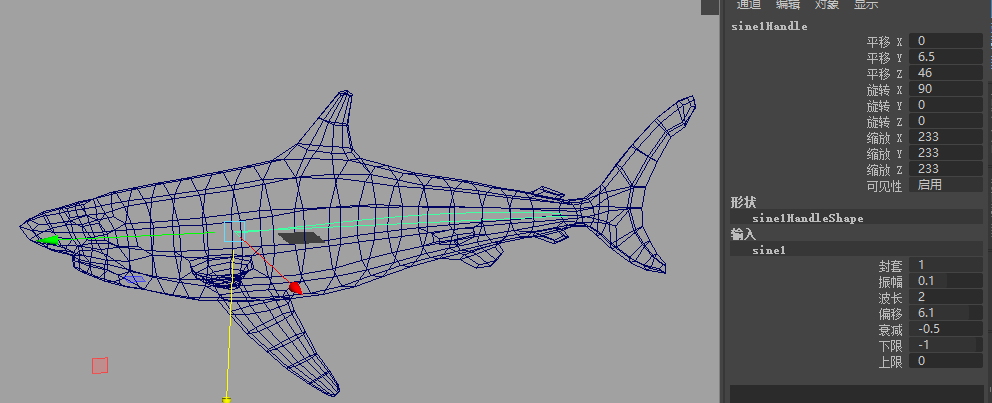 通道 编辑 对象 显示
sine1Handle
平移 X 0
平移 Y 6.5
平移 Z 46
旋转 X 90
旋转 Y 0
旋转 Z 0
缩放 X 233
缩放 Y 233
缩放 Z 233
可见性 启用
形状
sine1HandleShape
输入
sine1
封套 1
振幅 0.1
波长 2
偏移 6.1
衰减 -0.5
下限 -1
上限 0